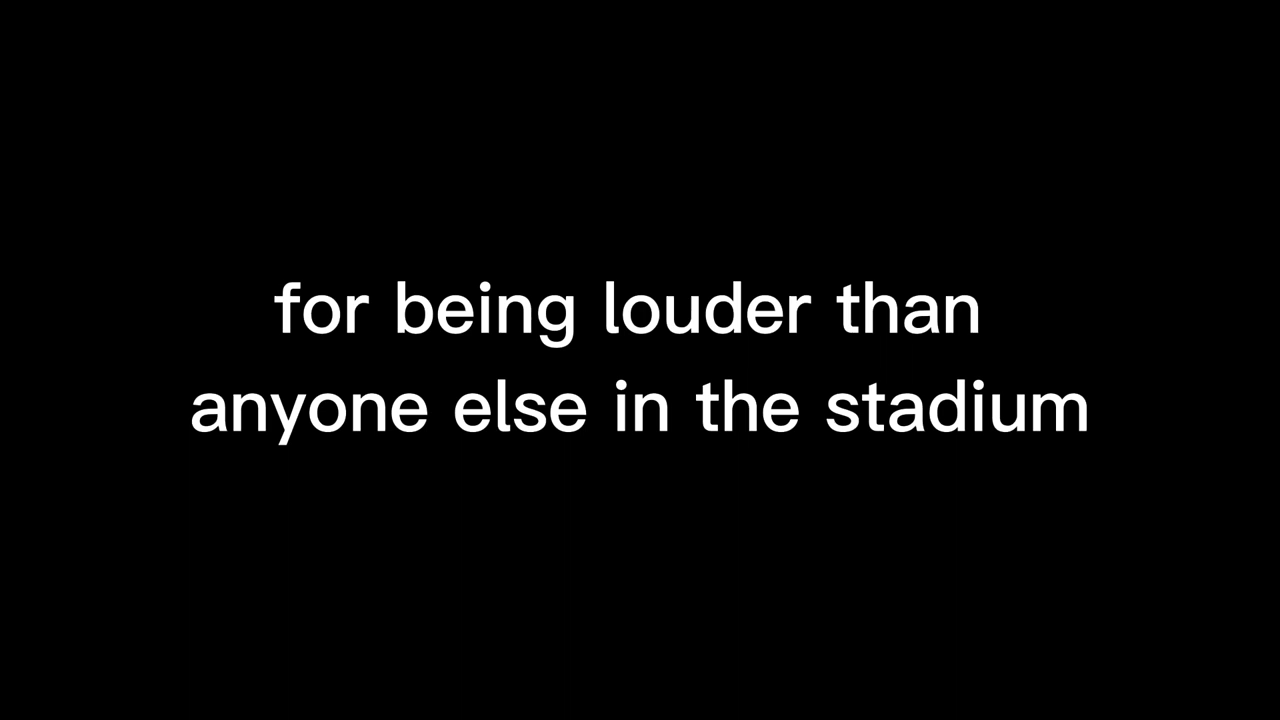 for being louder than
anyone else in the stadium